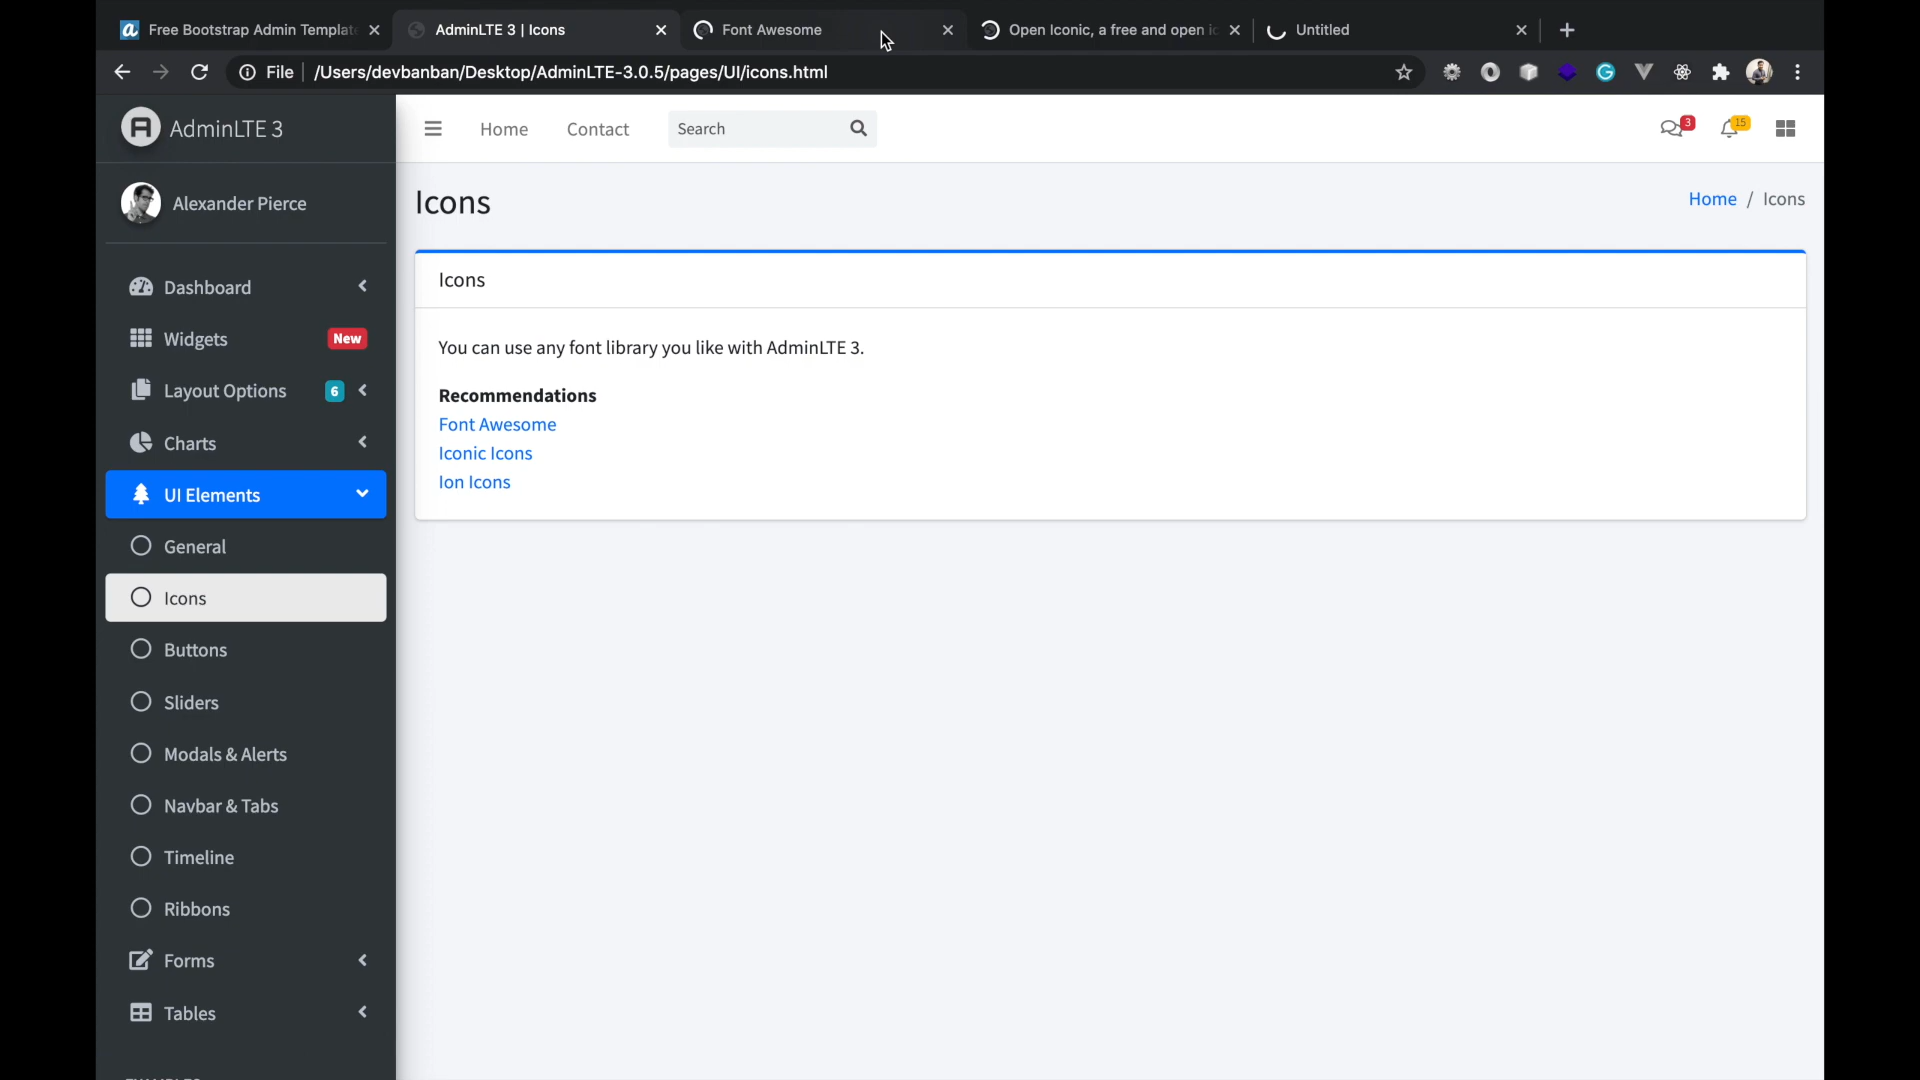 Free Bootstrap Admin Templat
AdminLTE 3 | Icons
Font Awesome
Open Iconic, a free and open ic
Untitled
File
/Users/devbanban/Desktop/AdminLTE-3.0.5/pages/UI/icons.html
AdminLTE 3
Home
Contact
Search
3
15
Alexander Pierce
Icons
Home / Icons
Dashboard
Widgets
New
Layout Options
6
Charts
UI Elements
General
Icons
Buttons
Sliders
Modals & Alerts
Navbar & Tabs
Timeline
Ribbons
Forms
Tables
Icons
You can use any font library you like with AdminLTE 3.
Recommendations
Font Awesome
Iconic Icons
Ion Icons